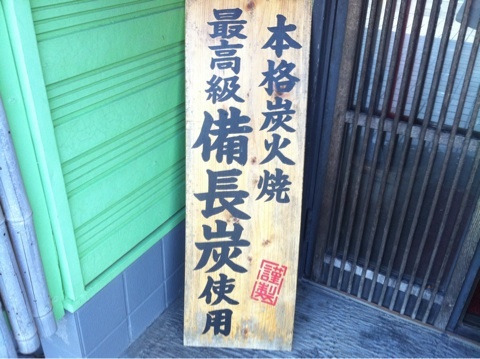 本格炭火焼
最高級備長炭使用
謹製